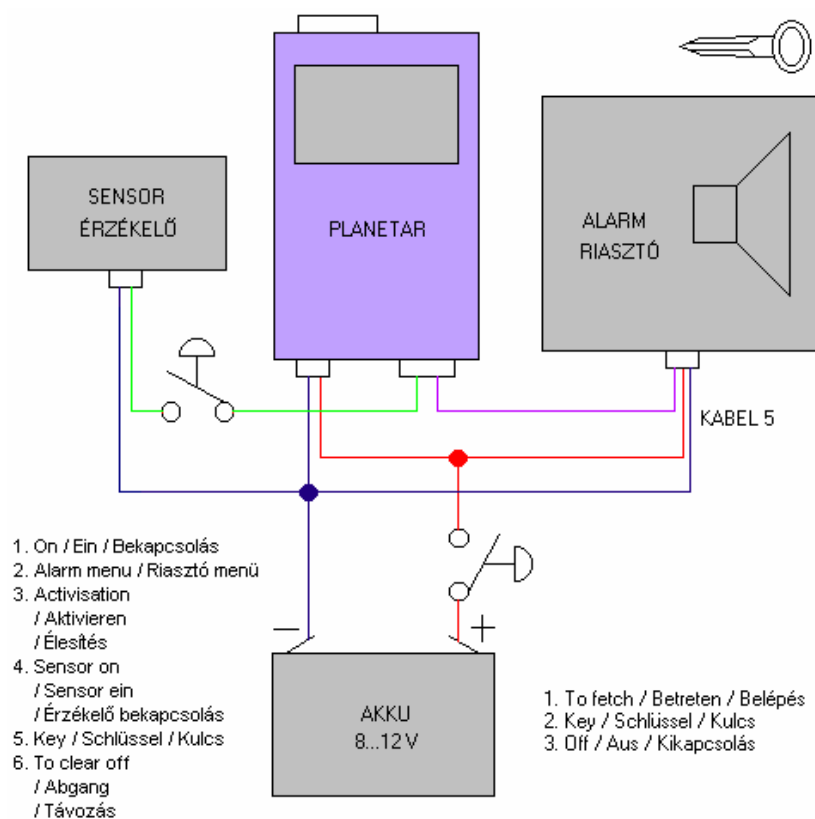 SENSOR
ÉRZÉKELŐ
PLANETAR
ALARM
RIASZTÓ
KABEL 5
1. On / Ein / Bekapcsolás
2. Alarm menu / Riasztó menü
3. Activisation
/ Aktivieren
/ Élesítés
4. Sensor on
/ Sensor ein
/ Érzékelő bekapcsolás
5. Key / Schlüssel / Kulcs
6. To clear off
/ Abgang
/ Távozás
— +
AKKU
8...12 V
1. To fetch / Betreten / Belépés
2. Key / Schlüssel / Kulcs
3. Off / Aus / Kikapcsolás